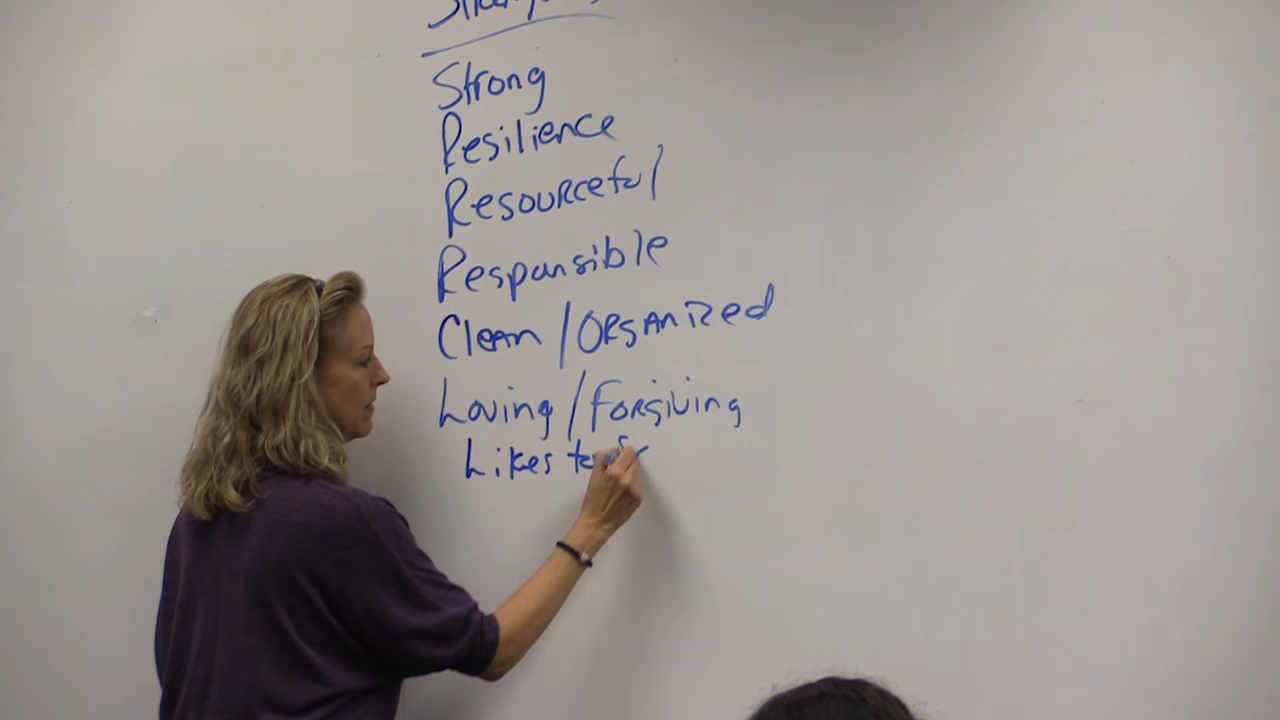 Strong
Resilience
Resourceful
Responsible
Clean/Organized
Loving/Forgiving
Likes